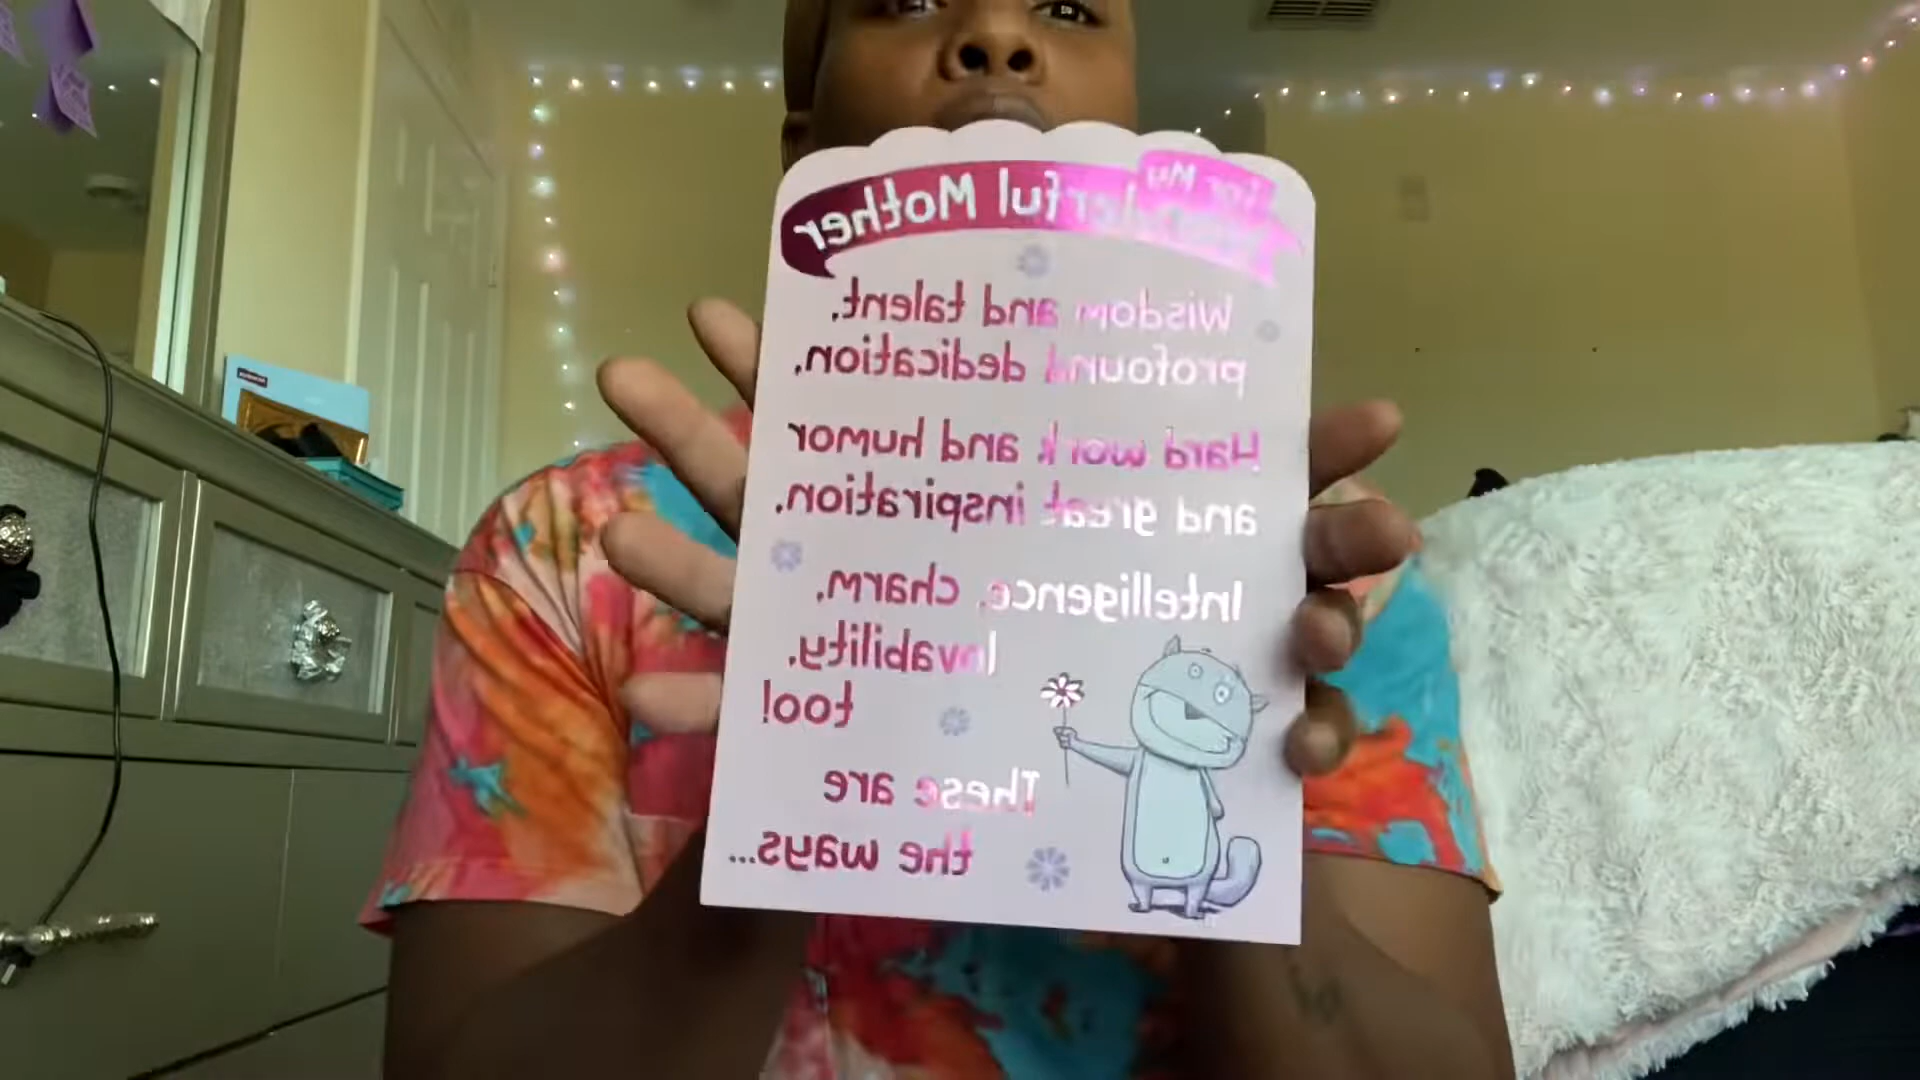 For My
Wonderful Mother
Wisdom and talent,
profound dedication,
Hard work and humor
and great inspiration,
Intelligence, charm,
lovability,
too!
These are
the ways...